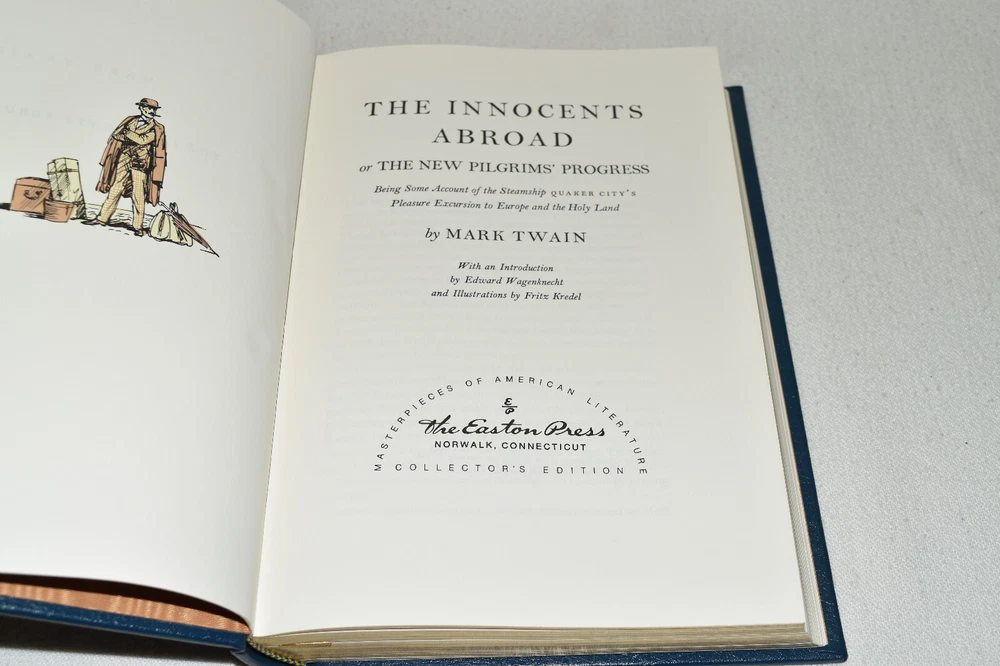 THE INNOCENTS
ABROAD
or THE NEW PILGRIMS' PROGRESS
Being Some Account of the Steamship QUAKER CITY'S
Pleasure Excursion to Europe and the Holy Land
by MARK TWAIN
With an Introduction
by Edward Wagenknecht
and Illustrations by Fritz Kredel
MASTERPIECES OF AMERICAN LITERATURE
E/P
The Easton Press
NORWALK, CONNECTICUT
COLLECTOR'S EDITION